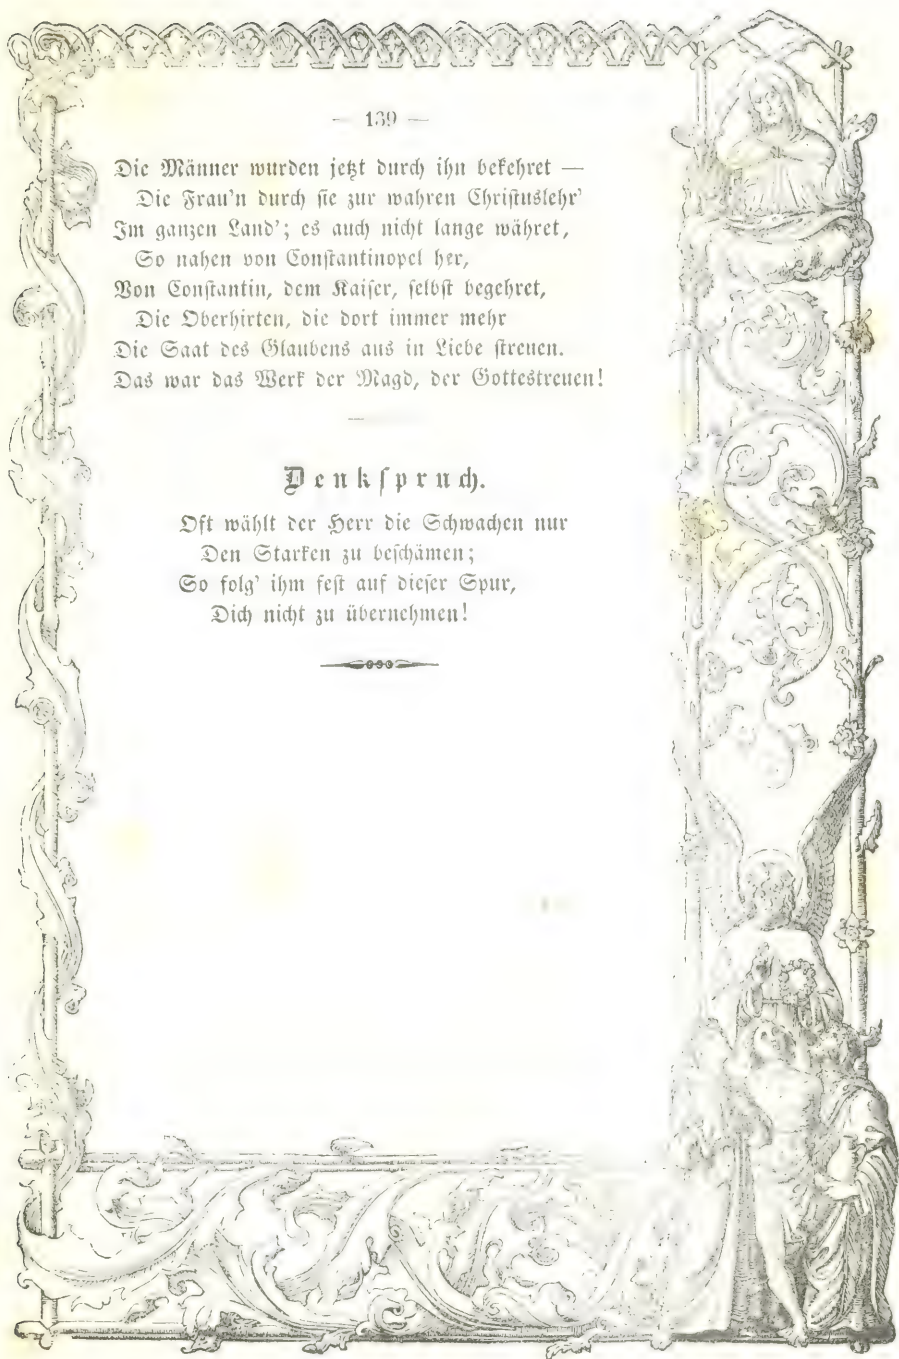 — 139 —
Die Männer wurden jetzt durch ihn bekehret —
Die Frau'n durch sie zur wahren Christuslehr'
Im ganzen Land'; es auch nicht lange währet,
So nahen von Constantinopel her,
Von Constantin, dem Kaiser, selbst begehret,
Die Oberhirten, die dort immer mehr
Die Saat des Glaubens aus in Liebe streuen.
Das war das Werk der Magd, der Gottestreuen!
Denkspruch.
Oft wählt der Herr die Schwachen nur
Den Starken zu beschämen;
So folg' ihm fest auf dieser Spur,
Dich nicht zu übernehmen!